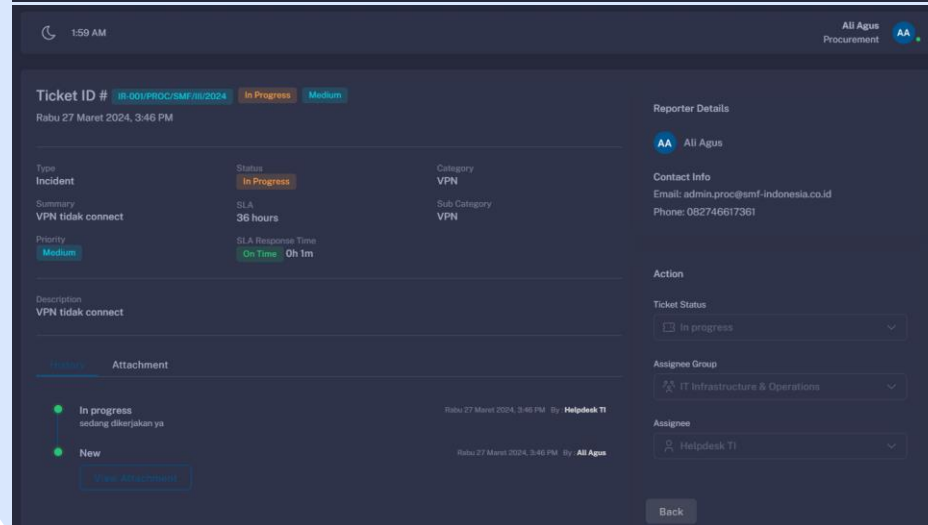 1:59 AM
Ali Agus
Procurement
AA
Ticket ID # IR-001/PROC/SMF/III/2024 In Progress Medium
Rabu 27 Maret 2024, 3:46 PM
Type
Incident
Status
In Progress
Category
VPN
Summary
VPN tidak connect
SLA
36 hours
Sub Category
VPN
Priority
Medium
SLA Response Time
On Time 0h 1m
Description
VPN tidak connect
History Attachment
In progress
sedang dikerjakan ya
Rabu 27 Maret 2024, 3:46 PM By : Helpdesk TI
New
Rabu 27 Maret 2024, 3:46 PM By : Ali Agus
View attachment
Reporter Details
AA Ali Agus
Contact Info
Email: admin.proc@smf-indonesia.co.id
Phone: 082746617361
Action
Ticket Status
In progress
Assignee Group
IT Infrastructure & Operations
Assignee
Helpdesk TI
Back